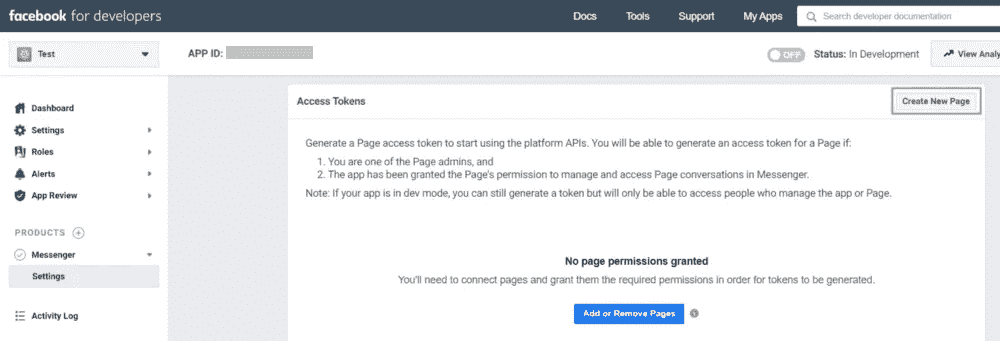 facebook for developers
Docs
Tools
Support
My Apps
Search developer documentation
Test
APP ID:
OFF
Status: In Development
View Analy
Dashboard
Settings
Roles
Alerts
App Review
PRODUCTS
Messenger
Settings
Activity Log
Access Tokens
Create New Page
Generate a Page access token to start using the platform APIs. You will be able to generate an access token for a Page if:
1. You are one of the Page admins, and
2. The app has been granted the Page's permission to manage and access Page conversations in Messenger.
Note: If your app is in dev mode, you can still generate a token but will only be able to access people who manage the app or Page.
No page permissions granted
You'll need to connect pages and grant them the required permissions in order for tokens to be generated.
Add or Remove Pages